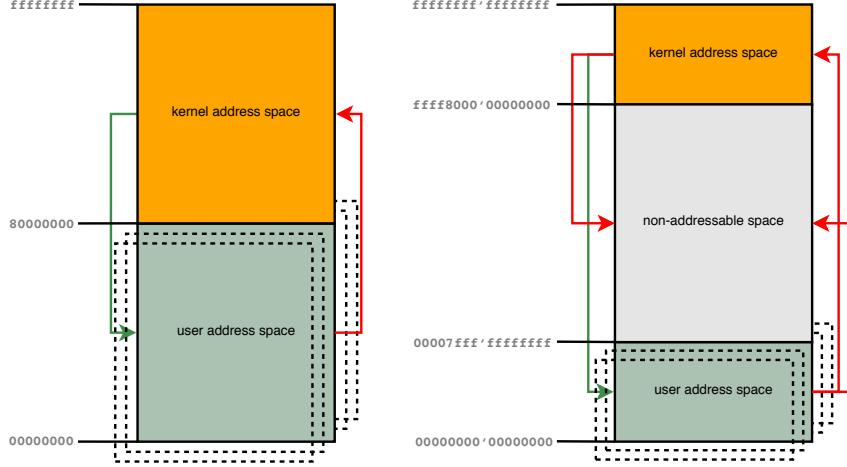 ffffffff
kernel address space
80000000
user address space
00000000
ffffffff'ffffffff
kernel address space
ffff8000'00000000
non-addressable space
00007fff'ffffffff
user address space
00000000'00000000